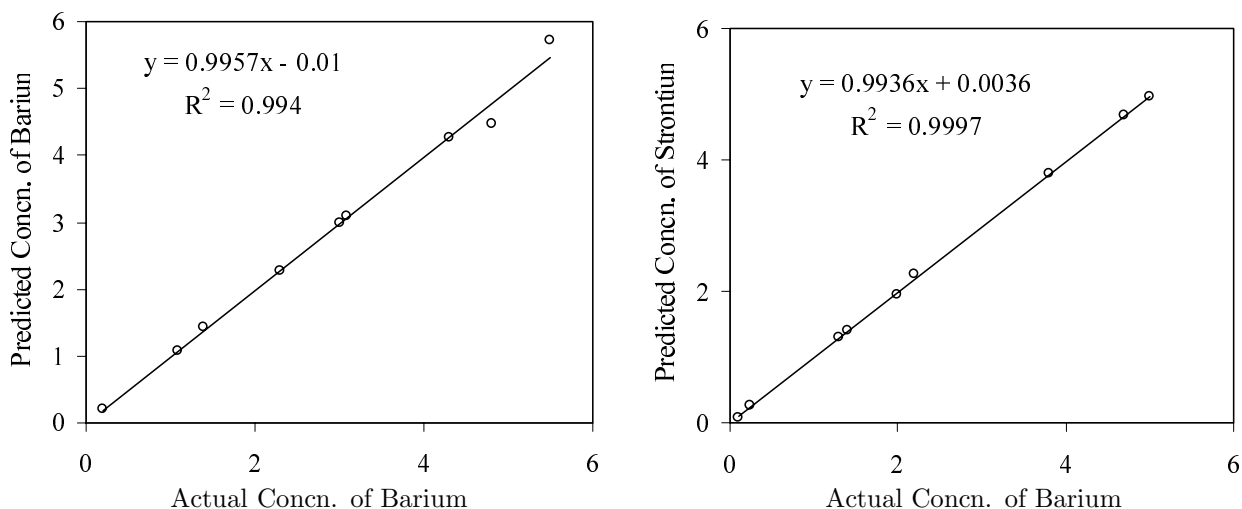 6
5
4
3
2
1
0
Predicted Concn. of Bariun
y = 0.9957x - 0.01
R² = 0.994
0 2 4 6
Actual Concn. of Barium
6
4
2
0
Predicted Concn. of Strontiun
y = 0.9936x + 0.0036
R² = 0.9997
0 2 4 6
Actual Concn. of Barium